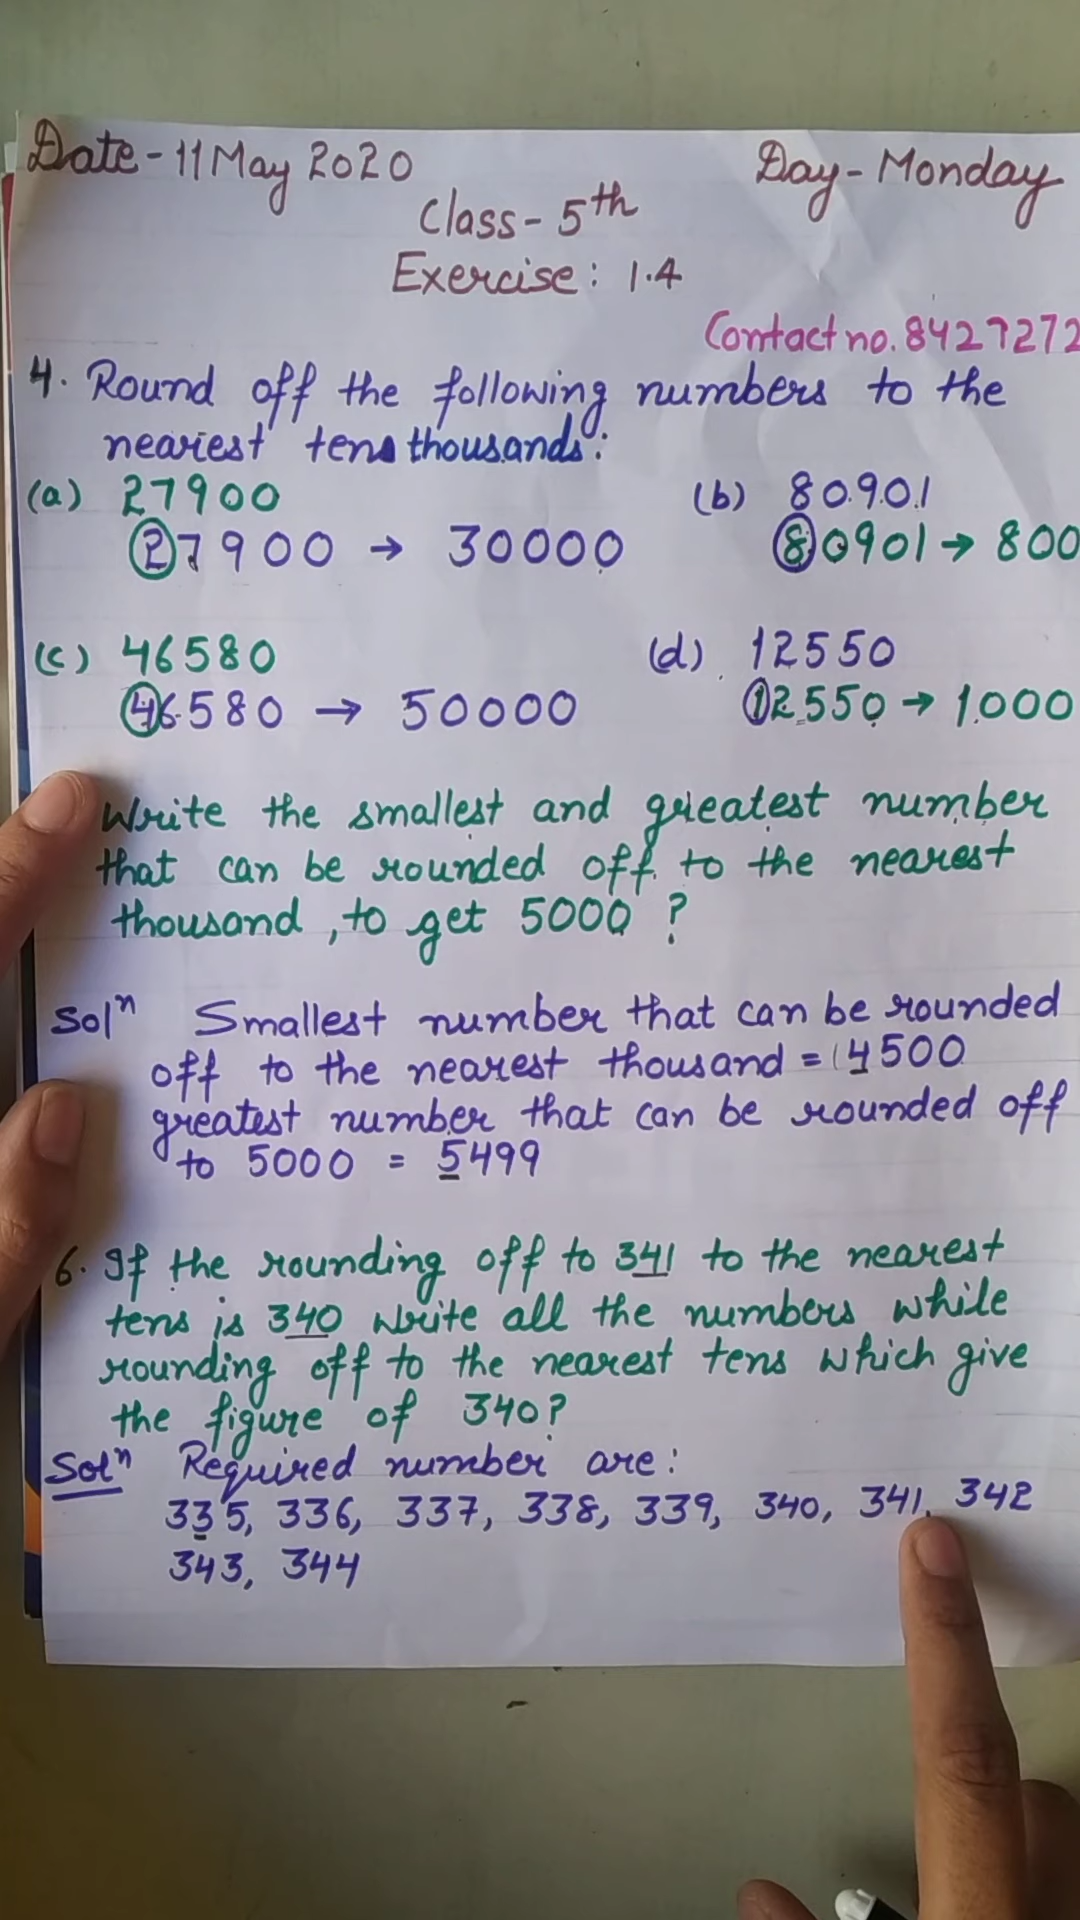 Date - 11 May 2020 Day - Monday
Class - 5th
Exercise: 1.4
Contact no. 8427272
4. Round off the following numbers to the
nearest tens thousands:
(a) 27900 (b) 80901
27900 → 30000 80901 → 800
(c) 46580 (d) 12550
46580 → 50000 12550 → 1000
Write the smallest and greatest number
that can be rounded off to the nearest
thousand, to get 5000?
Solⁿ Smallest number that can be rounded
off to the nearest thousand = 4500
greatest number that can be rounded off
to 5000 = 5499
6. If the rounding off to 341 to the nearest
tens is 340 write all the numbers while
rounding off to the nearest tens which give
the figure of 340?
Solⁿ Required number are:
335, 336, 337, 338, 339, 340, 341, 342
343, 344